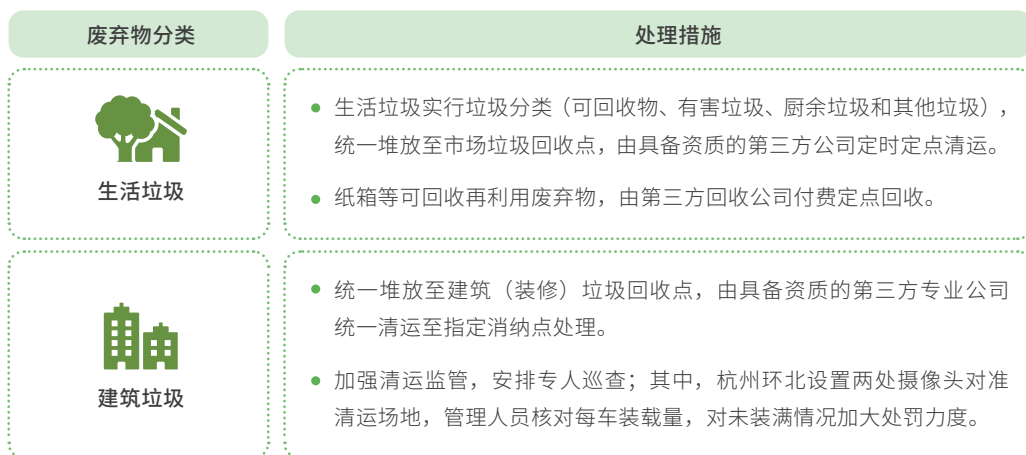 废弃物分类
处理措施
生活垃圾
生活垃圾实行垃圾分类（可回收物、有害垃圾、厨余垃圾和其他垃圾），
统一堆放至市场垃圾回收点，由具备资质的第三方公司定时定点清运。
纸箱等可回收再利用废弃物，由第三方回收公司付费定点回收。
建筑垃圾
统一堆放至建筑（装修）垃圾回收点，由具备资质的第三方专业公司
统一清运至指定消纳点处理。
加强清运监管，安排专人巡查；其中，杭州环北设置两处摄像头对准
清运场地，管理人员核对每车装载量，对未装满情况加大处罚力度。